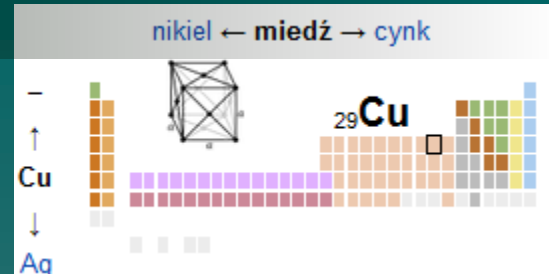 nikiel ← miedź → cynk
–
↑
Cu
↓
Ag
29Cu
a
a
a